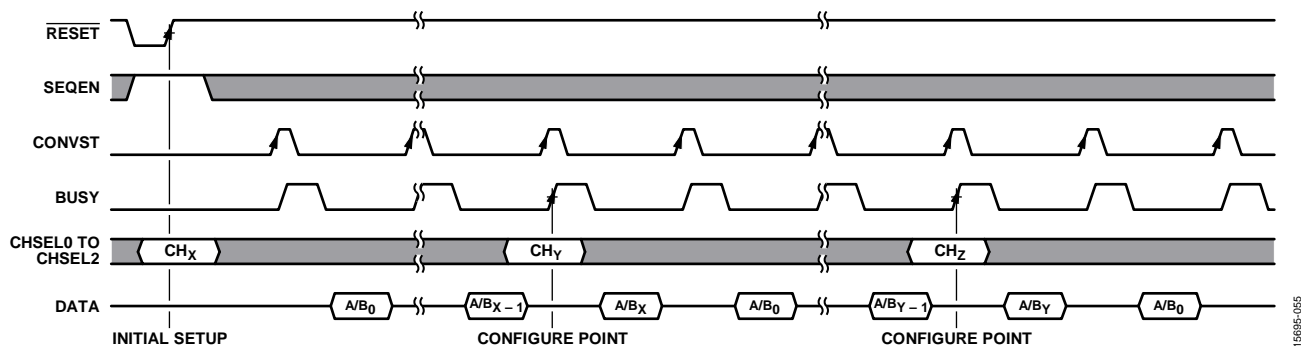 RESET
SEQEN
CONVST
BUSY
CHSEL0 TO
CHSEL2
CHX
CHY
CHZ
DATA
A/B0
A/BX – 1
A/BX
A/B0
A/BY – 1
A/BY
A/B0
INITIAL SETUP
CONFIGURE POINT
CONFIGURE POINT
15695-055